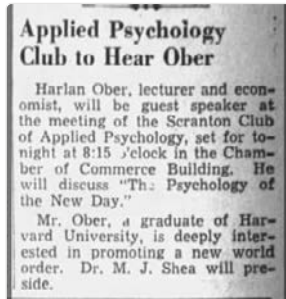 Applied Psychology
Club to Hear Ober
Harlan Ober, lecturer and econ-
omist, will be guest speaker at
the meeting of the Scranton Club
of Applied Psychology, set for to-
night at 8:15 o'clock in the Cham-
ber of Commerce Building. He
will discuss "The Psychology of
the New Day."
Mr. Ober, a graduate of Har-
vard University, is deeply inter-
ested in promoting a new world
order. Dr. M. J. Shea will pre-
side.